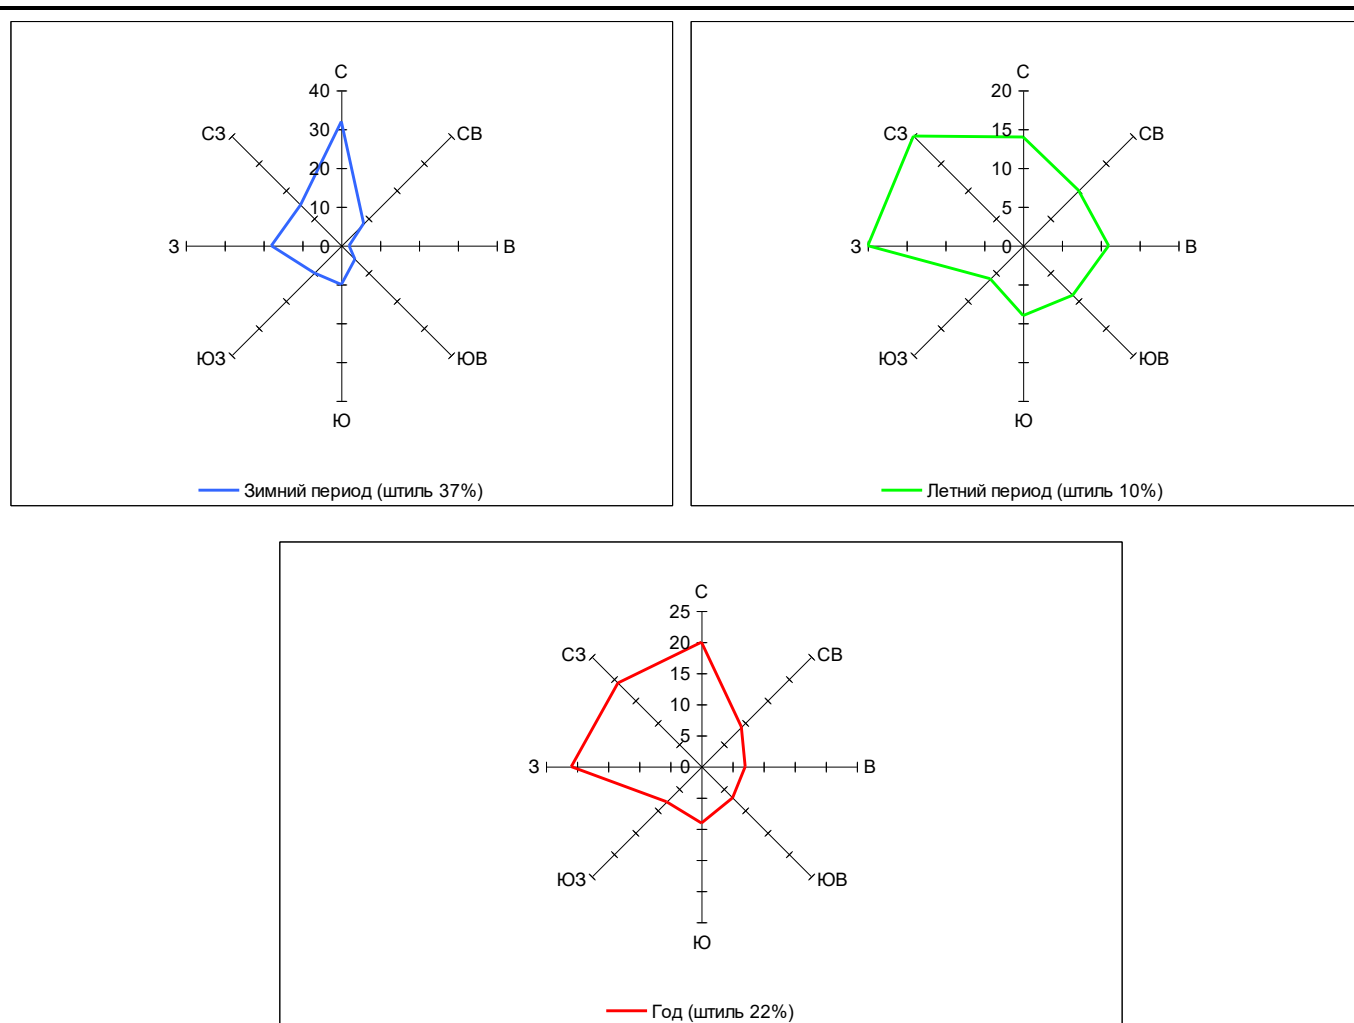 С
40
30
20
10
0
СЗ
СВ
З
В
ЮЗ
ЮВ
Ю
Зимний период (штиль 37%)
С
20
15
10
5
0
СЗ
СВ
З
В
ЮЗ
ЮВ
Ю
Летний период (штиль 10%)
С
25
20
15
10
5
0
СЗ
СВ
З
В
ЮЗ
ЮВ
Ю
Год (штиль 22%)